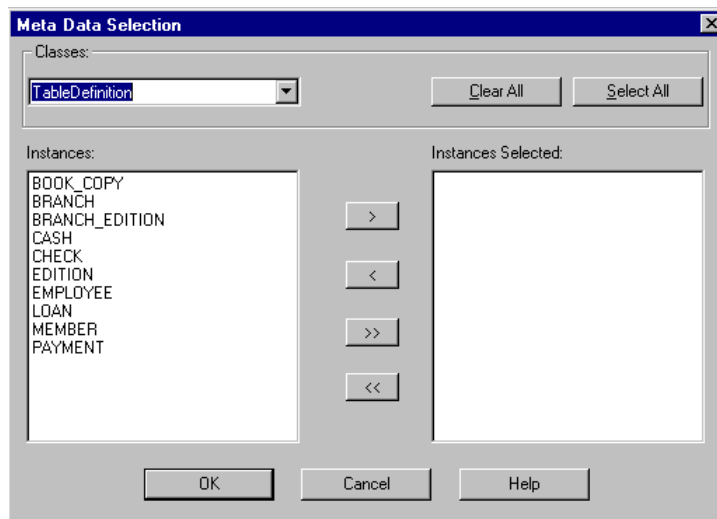 Meta Data Selection
Classes:
TableDefinition
Clear All
Select All
Instances:
Instances Selected:
BOOK_COPY
BRANCH
BRANCH_EDITION
CASH
CHECK
EDITION
EMPLOYEE
LOAN
MEMBER
PAYMENT
>
<
>>
<<
OK
Cancel
Help